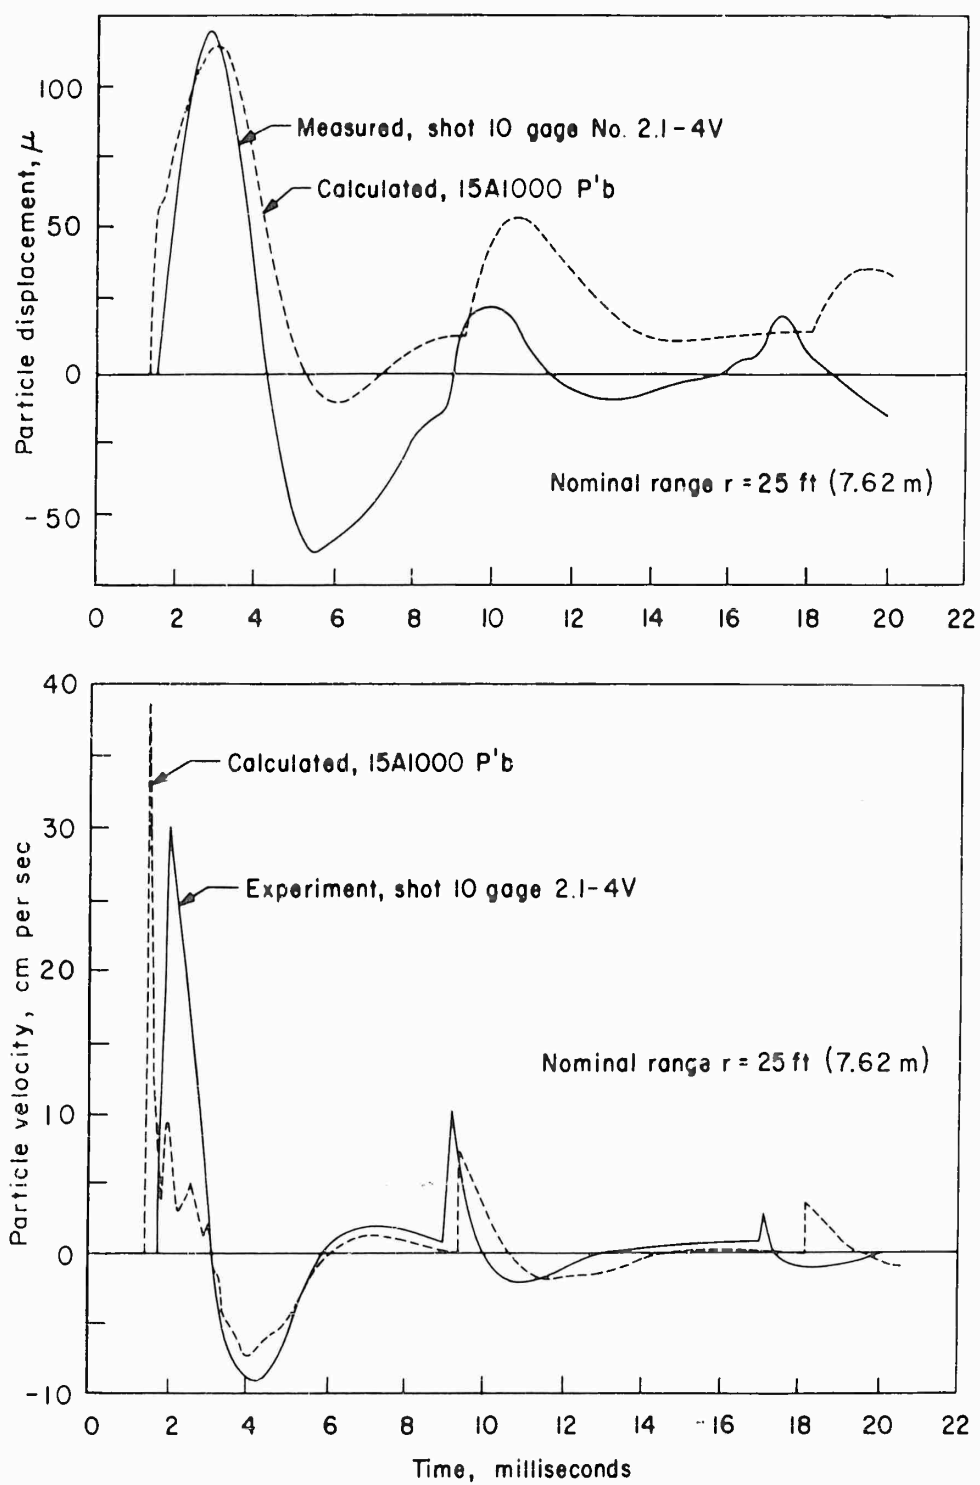 100
50
0
-50
Particle displacement, μ
Measured, shot 10 gage No. 2.1-4V
Calculated, 15A1000 P'b
Nominal range r = 25 ft (7.62 m)
0 2 4 6 8 10 12 14 16 18 20 22
40
30
20
10
0
-10
Particle velocity, cm per sec
Calculated, 15A1000 P'b
Experiment, shot 10 gage 2.1-4V
Nominal range r = 25 ft (7.62 m)
0 2 4 6 8 10 12 14 16 18 20 22
Time, milliseconds